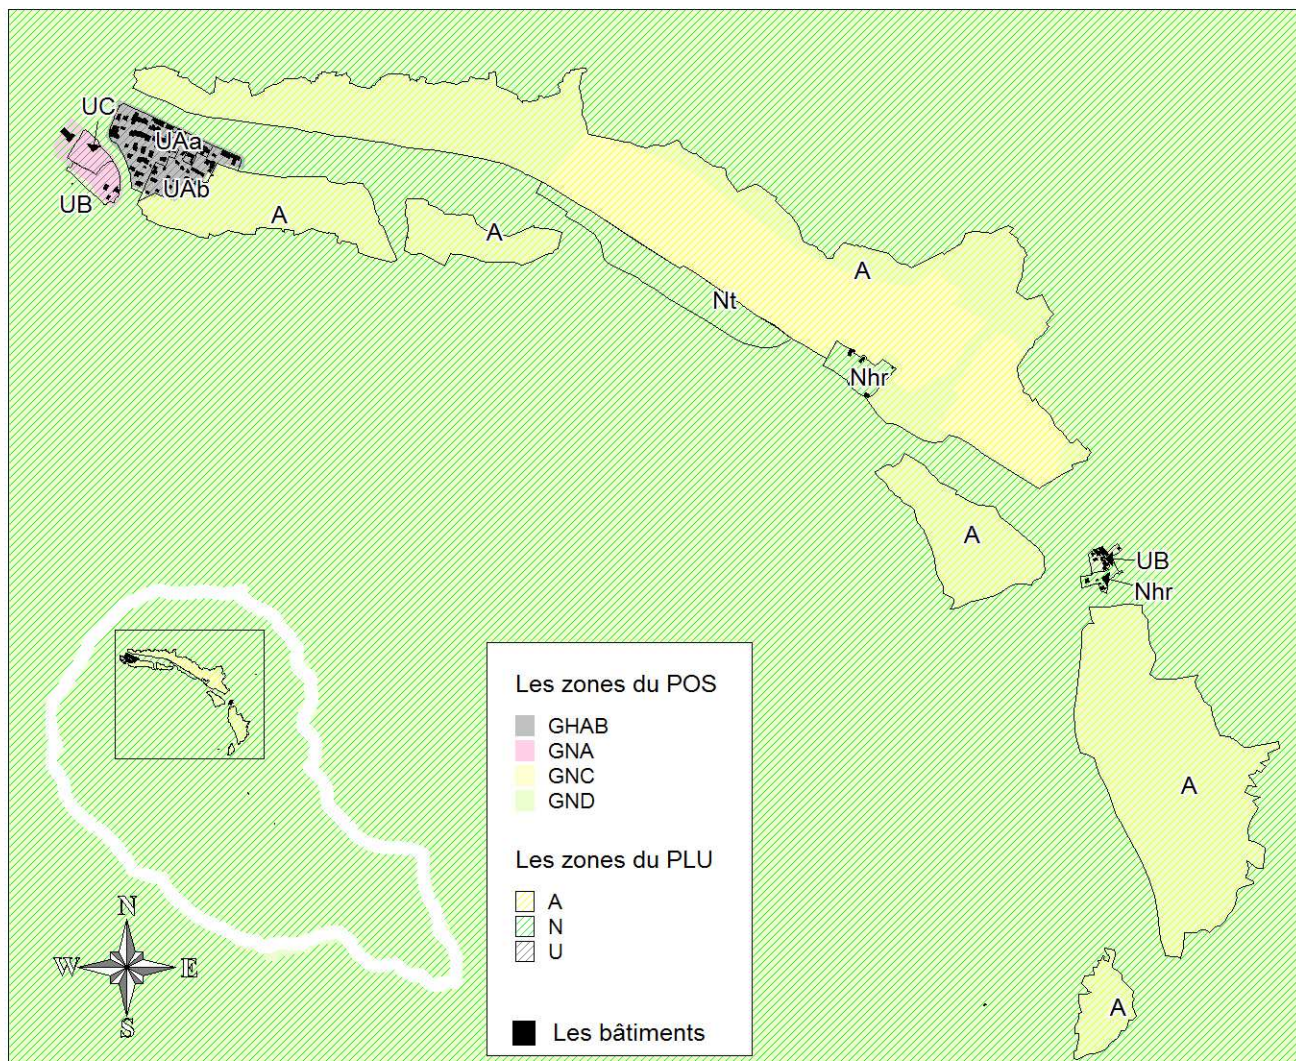 UC
UAa
UAb
UB
A
A
A
Nt
Nhr
A
UB
Nhr
A
A
Les zones du POS
GHAB
GNA
GNC
GND
Les zones du PLU
A
N
U
Les bâtiments
N
W
E
S